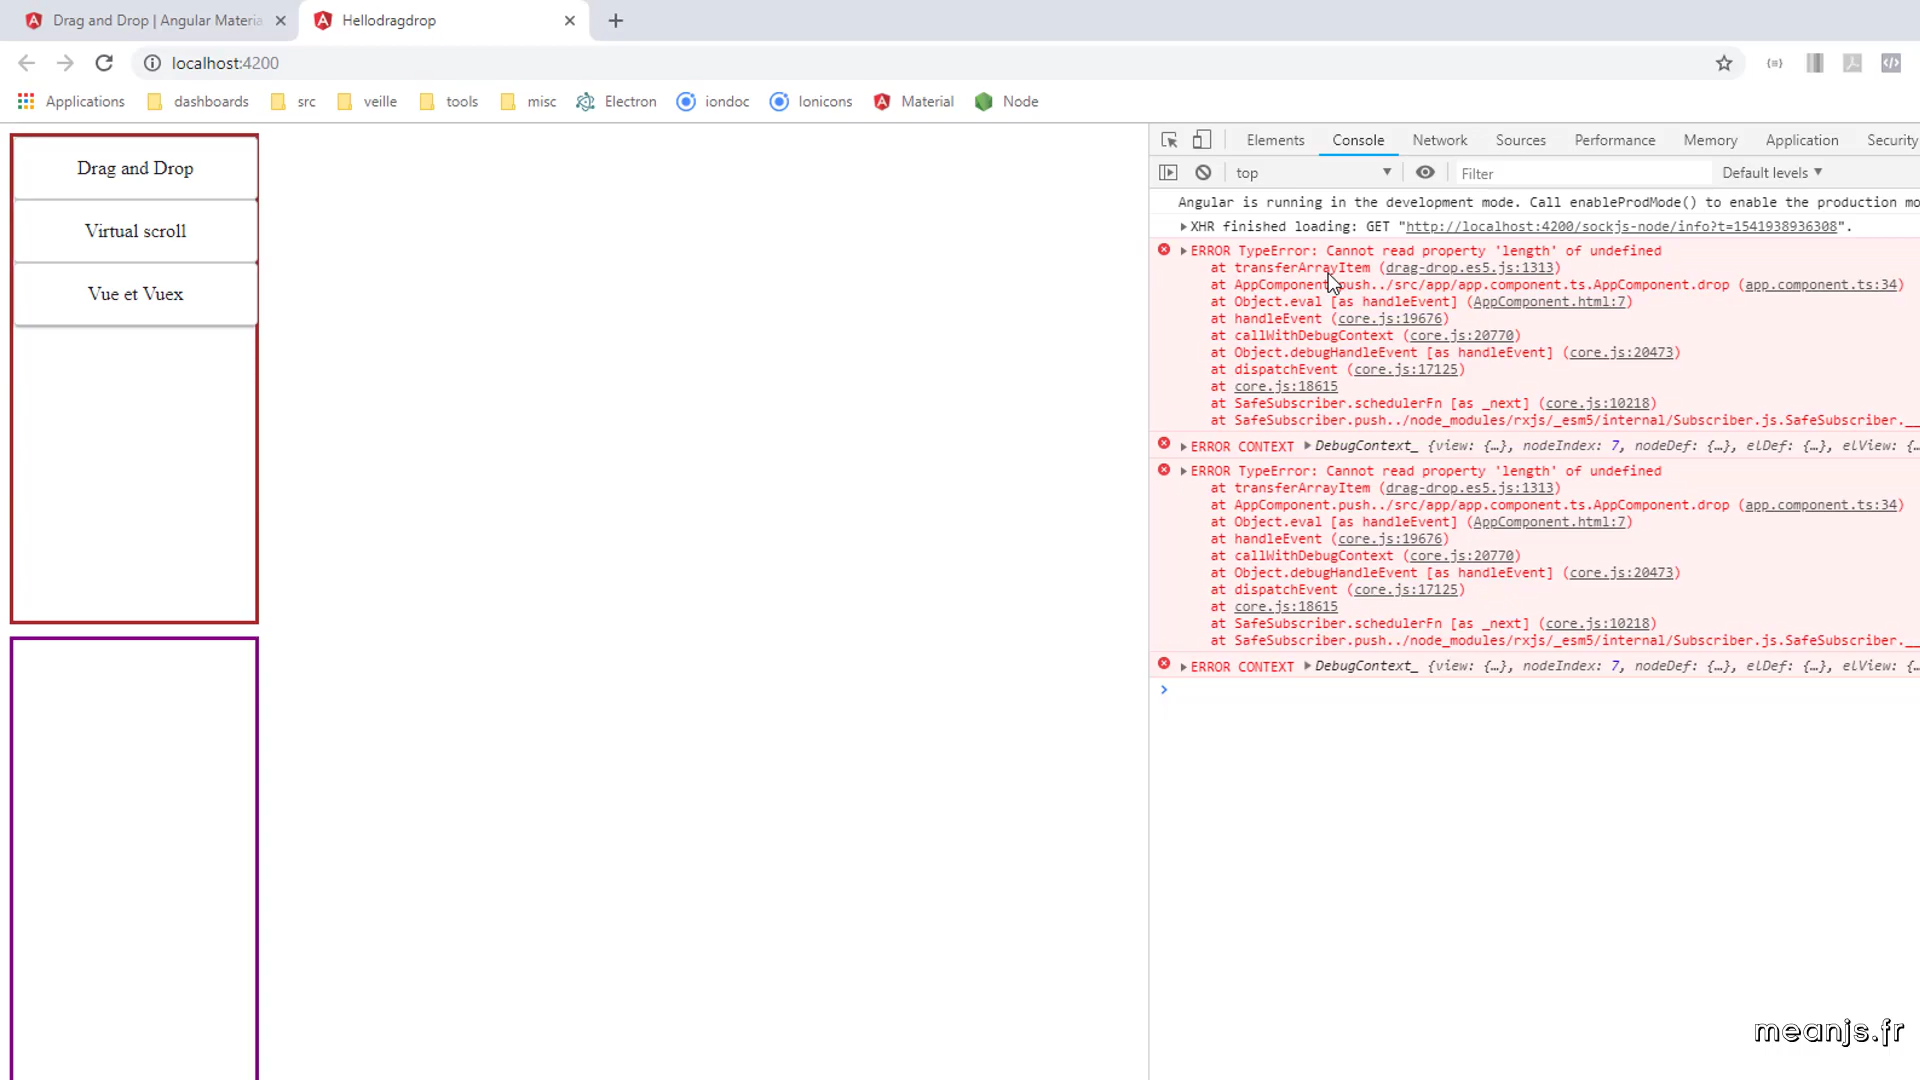 Drag and Drop | Angular Materia
Hellodragdrop
localhost:4200
Applications
dashboards
src
veille
tools
misc
Electron
iondoc
Ionicons
Material
Node
Drag and Drop
Virtual scroll
Vue et Vuex
Elements
Console
Network
Sources
Performance
Memory
Application
Security
top
Filter
Default levels
Angular is running in the development mode. Call enableProdMode() to enable the production mo
XHR finished loading: GET "http://localhost:4200/sockjs-node/info?t=1541938936308".
ERROR TypeError: Cannot read property 'length' of undefined
at transferArrayItem (drag-drop.es5.js:1313)
at AppComponent.push../src/app/app.component.ts.AppComponent.drop (app.component.ts:34)
at Object.eval [as handleEvent] (AppComponent.html:7)
at handleEvent (core.js:19676)
at callWithDebugContext (core.js:20770)
at Object.debugHandleEvent [as handleEvent] (core.js:20473)
at dispatchEvent (core.js:17125)
at core.js:18615
at SafeSubscriber.schedulerFn [as _next] (core.js:10218)
at SafeSubscriber.push../node_modules/rxjs/_esm5/internal/Subscriber.js.SafeSubscriber.__
ERROR CONTEXT DebugContext_ {view: {…}, nodeIndex: 7, nodeDef: {…}, elDef: {…}, elView: {…
ERROR TypeError: Cannot read property 'length' of undefined
at transferArrayItem (drag-drop.es5.js:1313)
at AppComponent.push../src/app/app.component.ts.AppComponent.drop (app.component.ts:34)
at Object.eval [as handleEvent] (AppComponent.html:7)
at handleEvent (core.js:19676)
at callWithDebugContext (core.js:20770)
at Object.debugHandleEvent [as handleEvent] (core.js:20473)
at dispatchEvent (core.js:17125)
at core.js:18615
at SafeSubscriber.schedulerFn [as _next] (core.js:10218)
at SafeSubscriber.push../node_modules/rxjs/_esm5/internal/Subscriber.js.SafeSubscriber.__
ERROR CONTEXT DebugContext_ {view: {…}, nodeIndex: 7, nodeDef: {…}, elDef: {…}, elView: {…
meanjs.fr